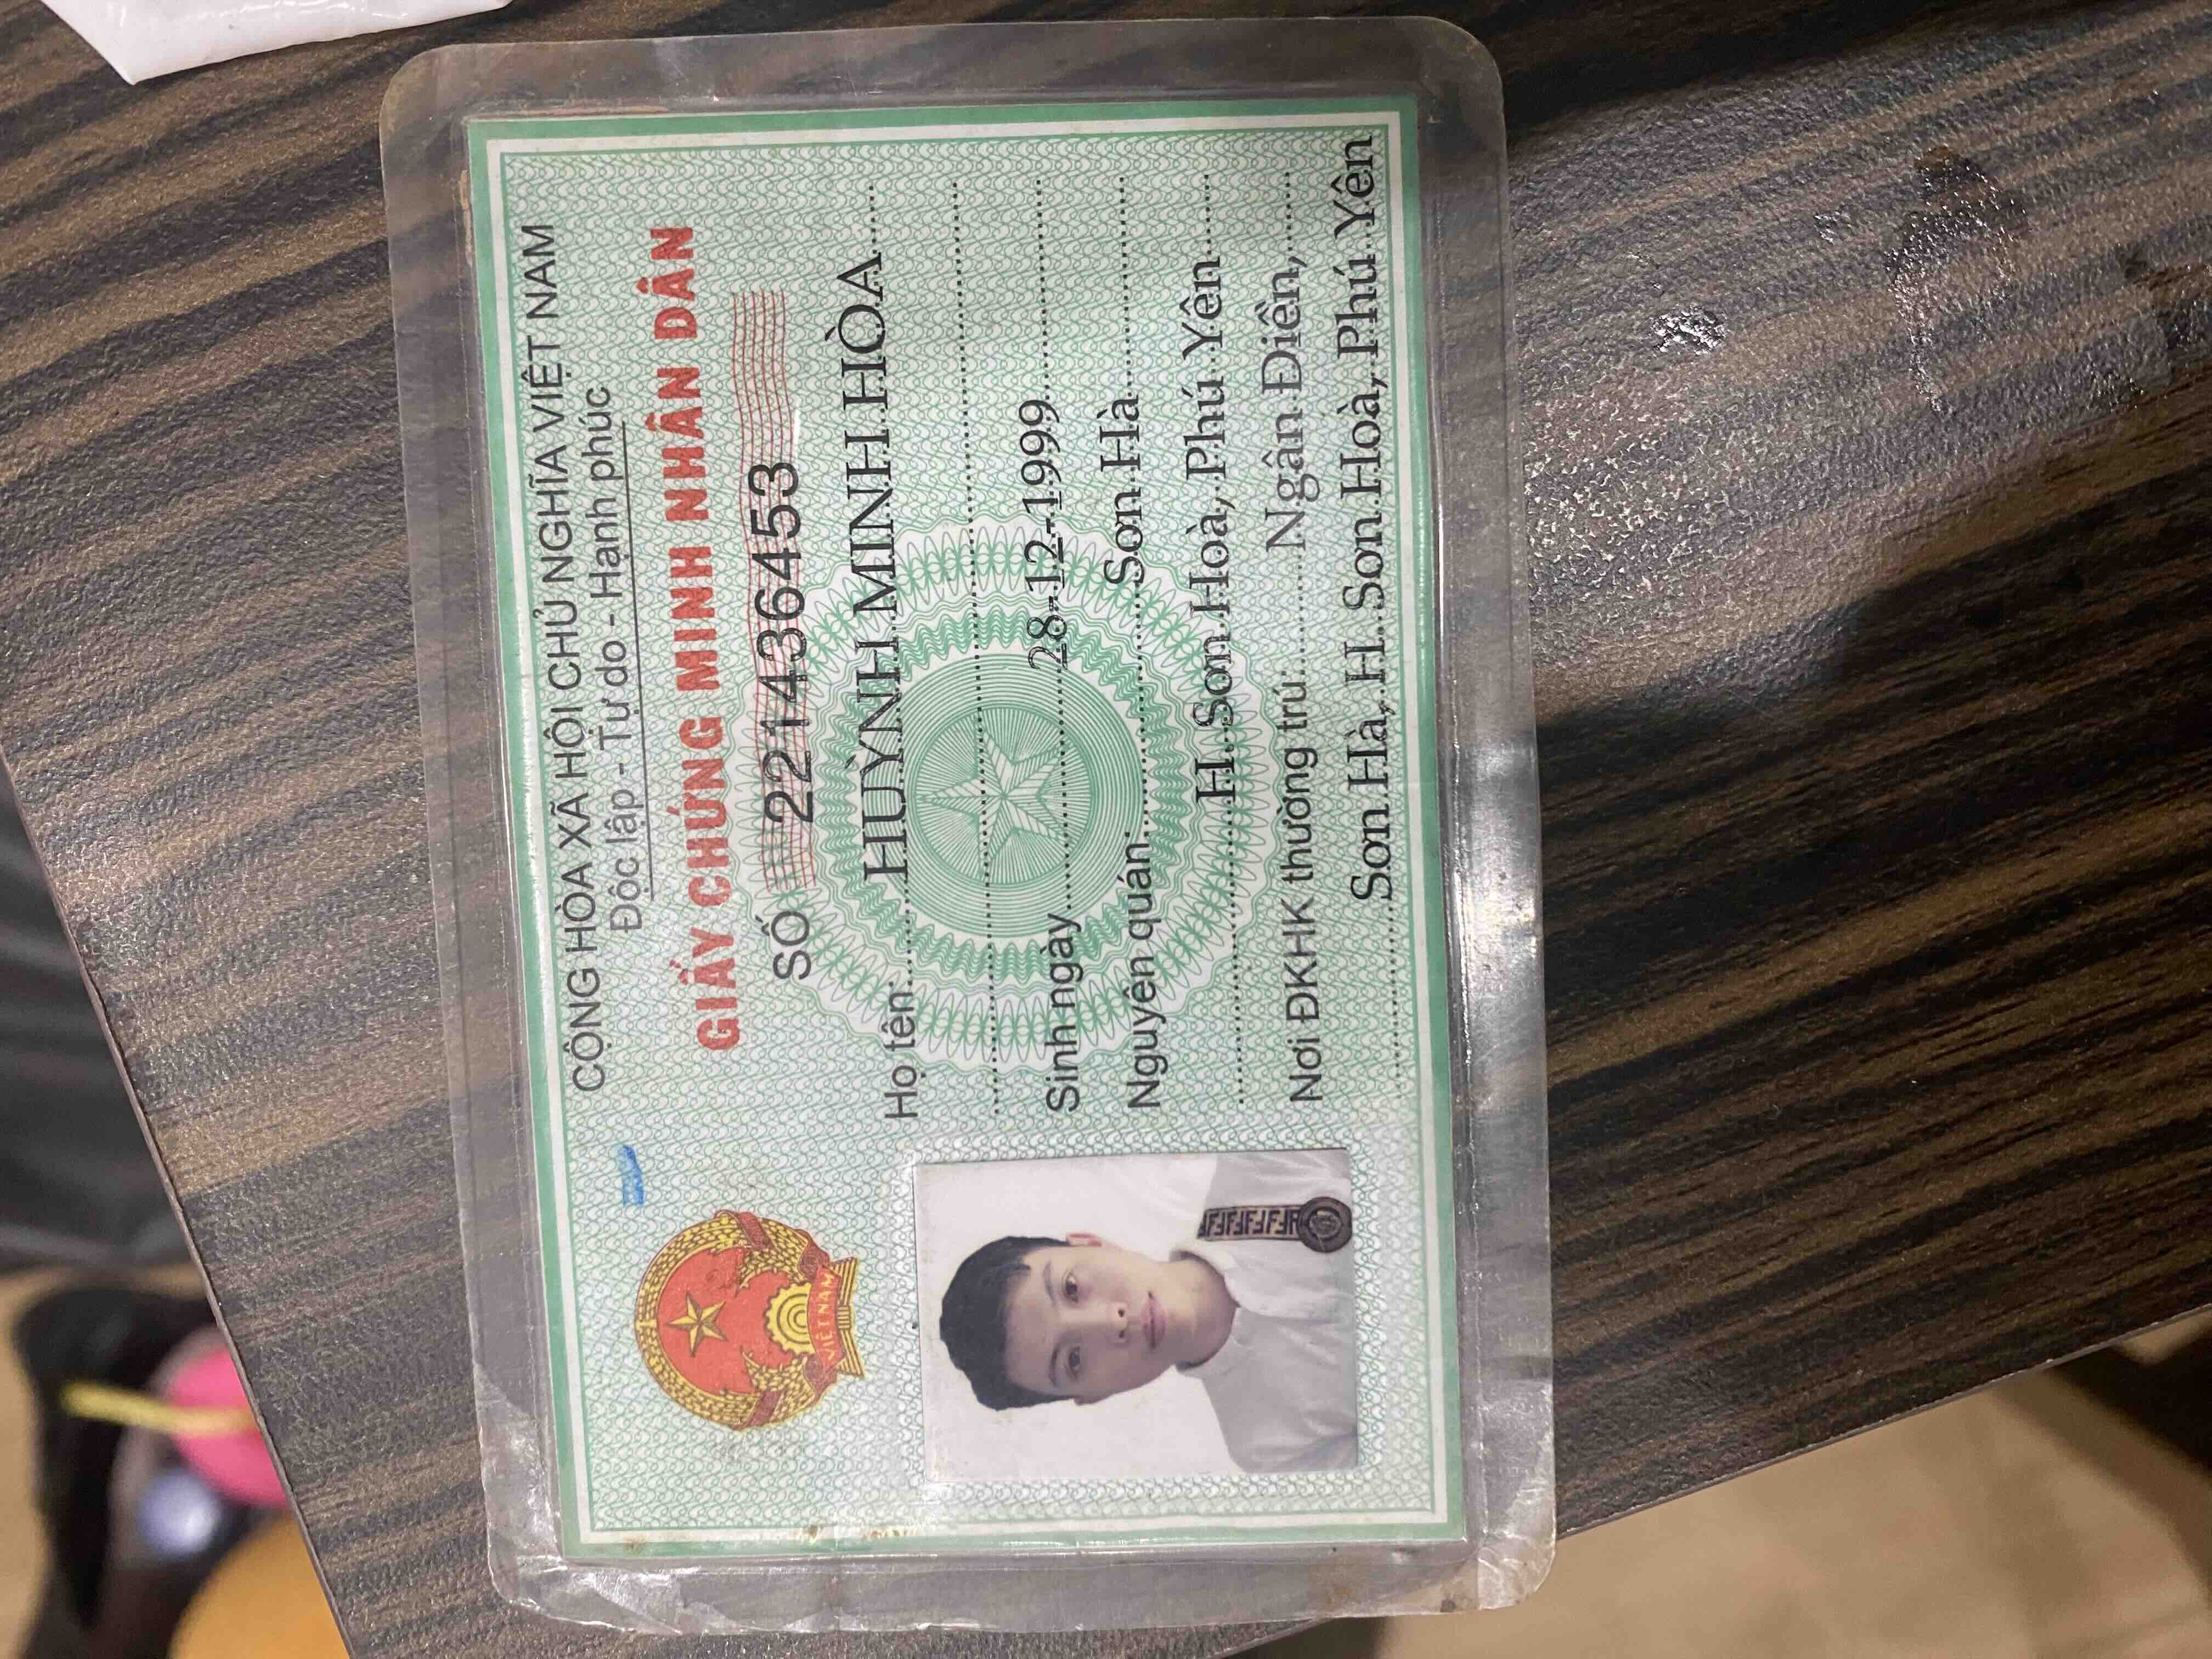 CỘNG HÒA XÃ HỘI CHỦ NGHĨA VIỆT NAM
Độc lập - Tự do - Hạnh phúc
GIẤY CHỨNG MINH NHÂN DÂN
SỐ 221436453
Họ tên: HUỲNH MINH HÒA
Sinh ngày 28-12-1999
Nguyên quán Sơn Hà
H. Sơn Hoà, Phú Yên
Nơi ĐKHK thường trú: Ngân Điền,
Sơn Hà, H. Sơn Hoà, Phú Yên
VIỆT NAM